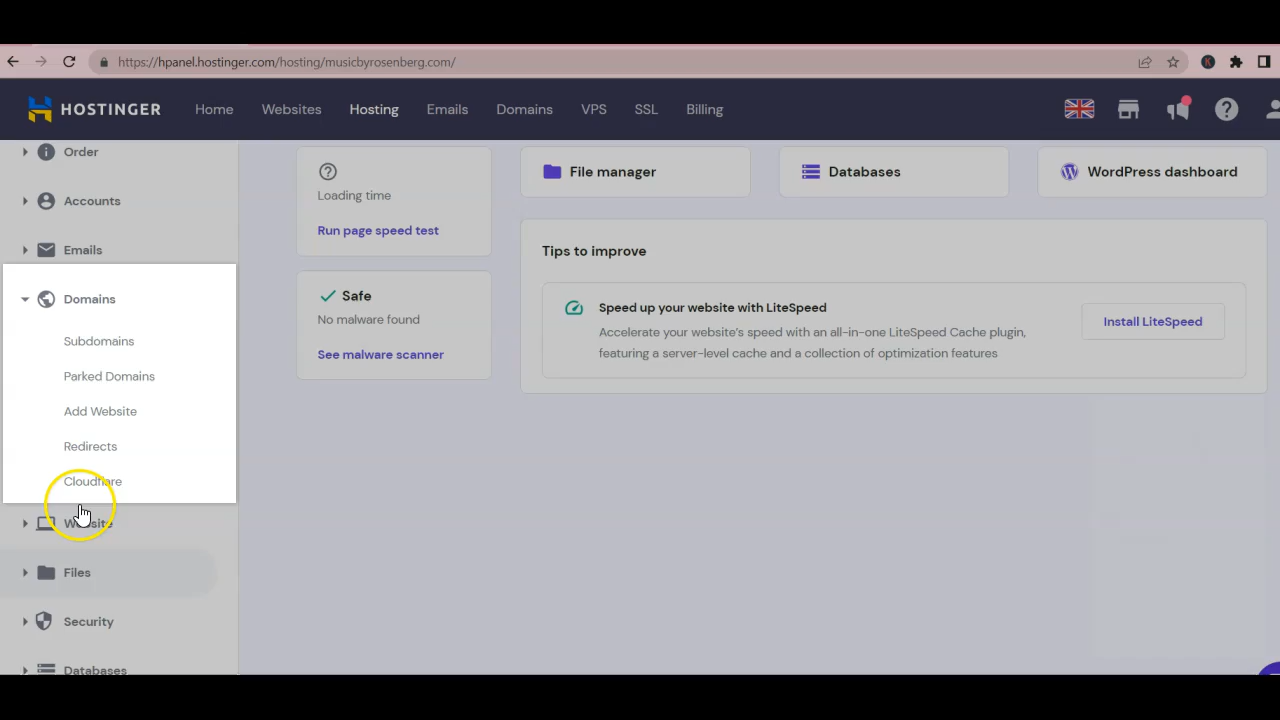 https://hpanel.hostinger.com/hosting/musicbyrosenberg.com/
K
HOSTINGER
Home
Websites
Hosting
Emails
Domains
VPS
SSL
Billing
Order
Accounts
Emails
Domains
Subdomains
Parked Domains
Add Website
Redirects
Cloudflare
Website
Files
Security
Databases
Loading time
Run page speed test
Safe
No malware found
See malware scanner
File manager
Databases
WordPress dashboard
Tips to improve
Speed up your website with LiteSpeed
Accelerate your website's speed with an all-in-one LiteSpeed Cache plugin,
featuring a server-level cache and a collection of optimization features
Install LiteSpeed